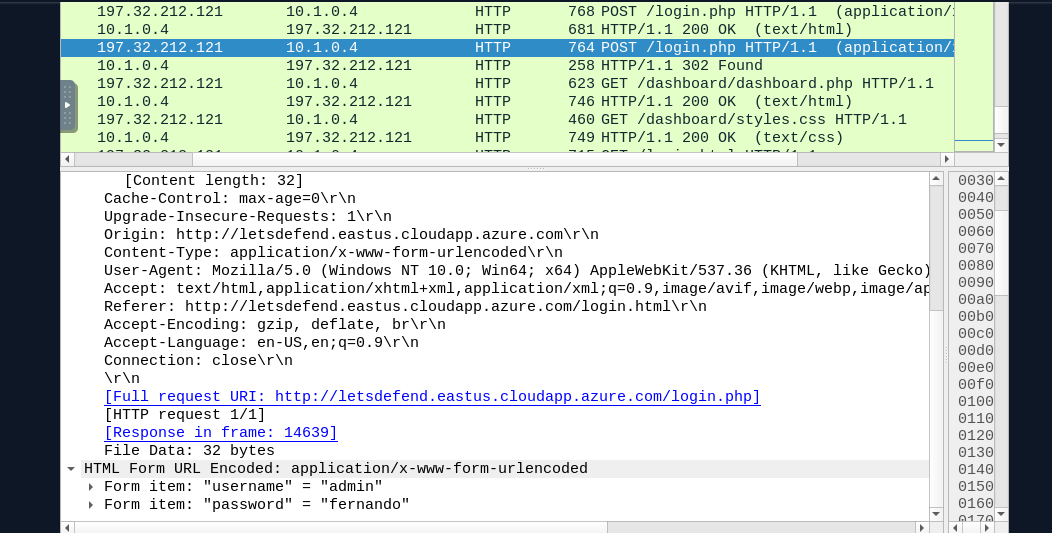 197.32.212.121 10.1.0.4 HTTP 768 POST /login.php HTTP/1.1 (application/
10.1.0.4 197.32.212.121 HTTP 681 HTTP/1.1 200 OK (text/html)
197.32.212.121 10.1.0.4 HTTP 764 POST /login.php HTTP/1.1 (application/
10.1.0.4 197.32.212.121 HTTP 258 HTTP/1.1 302 Found
197.32.212.121 10.1.0.4 HTTP 623 GET /dashboard/dashboard.php HTTP/1.1
10.1.0.4 197.32.212.121 HTTP 746 HTTP/1.1 200 OK (text/html)
197.32.212.121 10.1.0.4 HTTP 460 GET /dashboard/styles.css HTTP/1.1
10.1.0.4 197.32.212.121 HTTP 749 HTTP/1.1 200 OK (text/css)
[Content length: 32]
Cache-Control: max-age=0\r\n
Upgrade-Insecure-Requests: 1\r\n
Origin: http://letsdefend.eastus.cloudapp.azure.com\r\n
Content-Type: application/x-www-form-urlencoded\r\n
User-Agent: Mozilla/5.0 (Windows NT 10.0; Win64; x64) AppleWebKit/537.36 (KHTML, like Gecko)
Accept: text/html,application/xhtml+xml,application/xml;q=0.9,image/avif,image/webp,image/ap
Referer: http://letsdefend.eastus.cloudapp.azure.com/login.html\r\n
Accept-Encoding: gzip, deflate, br\r\n
Accept-Language: en-US,en;q=0.9\r\n
Connection: close\r\n
\r\n
[Full request URI: http://letsdefend.eastus.cloudapp.azure.com/login.php]
[HTTP request 1/1]
[Response in frame: 14639]
File Data: 32 bytes
HTML Form URL Encoded: application/x-www-form-urlencoded
Form item: "username" = "admin"
Form item: "password" = "fernando"
0030
0040
0050
0060
0070
0080
0090
00a0
00b0
00c0
00d0
00e0
00f0
0100
0110
0120
0130
0140
0150
0160
0170